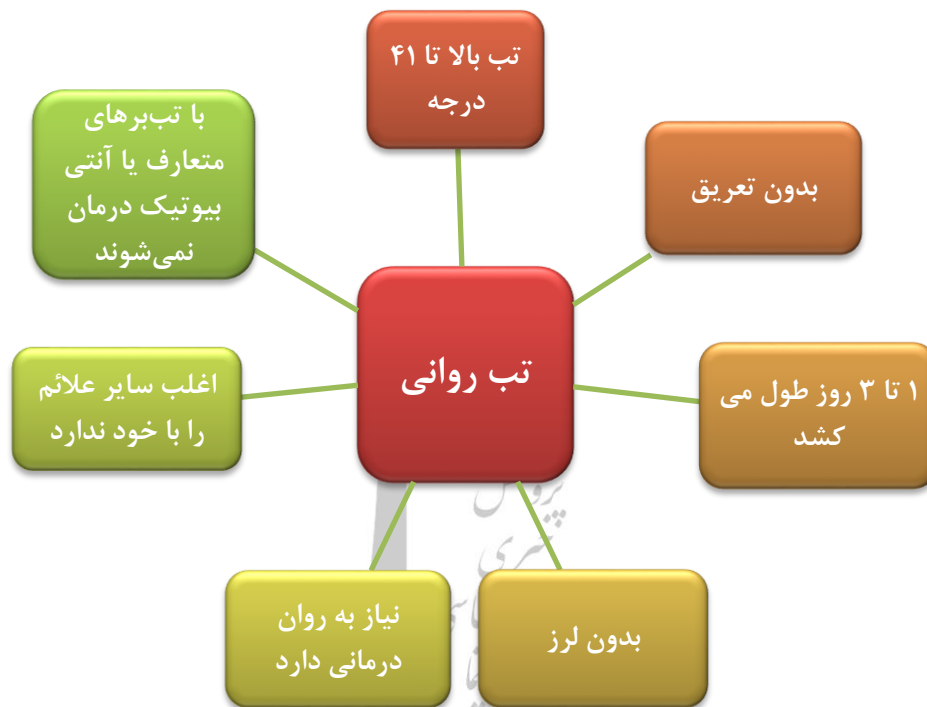 تب بالا تا ۴۱
درجه
بدون تعریق
۱ تا ۳ روز طول می
کشد
بدون لرز
نیاز به روان
درمانی دارد
اغلب سایر علائم
را با خود ندارد
با تب‌برهای
متعارف یا آنتی
بیوتیک درمان
نمی‌شوند
تب روانی